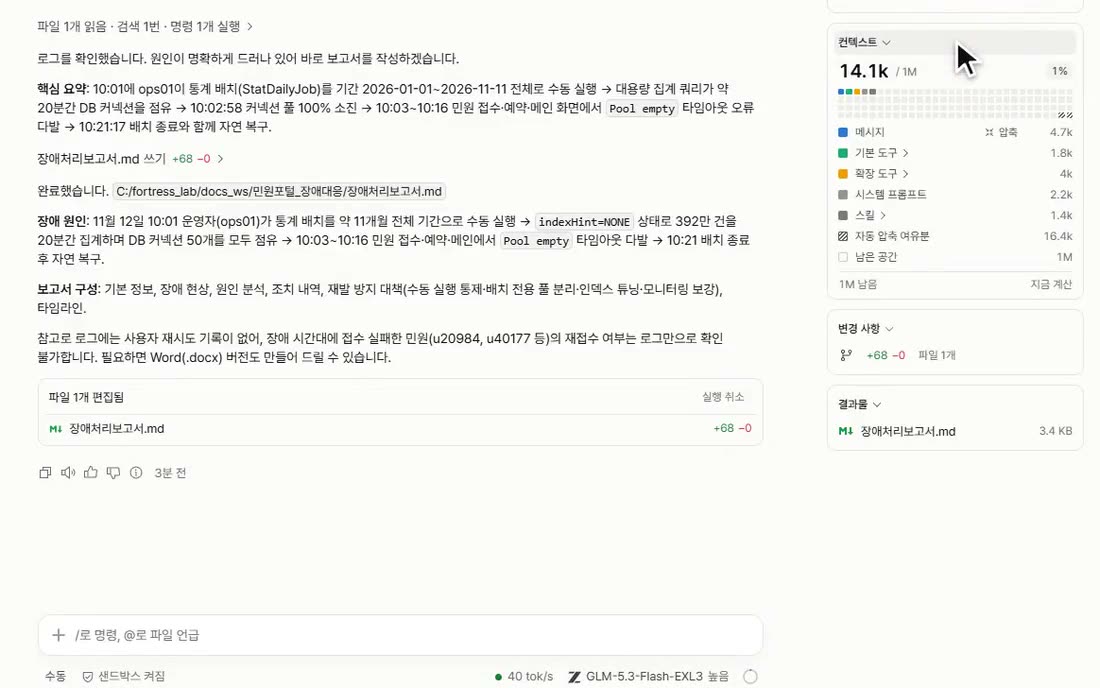 파일 1개 읽음 · 검색 1번 · 명령 1개 실행 >
로그를 확인했습니다. 원인이 명확하게 드러나 있어 바로 보고서를 작성하겠습니다.
핵심 요약: 10:01에 ops01이 통계 배치(StatDailyJob)를 기간 2026-01-01~2026-11-11 전체로 수동 실행 → 대용량 집계 쿼리가 약
20분간 DB 커넥션을 점유 → 10:02:58 커넥션 풀 100% 소진 → 10:03~10:16 민원 접수·예약·메인 화면에서 Pool empty 타임아웃 오류
다발 → 10:21:17 배치 종료와 함께 자연 복구.
장애처리보고서.md 쓰기 +68 −0 >
완료했습니다. C:/fortress_lab/docs_ws/민원포털_장애대응/장애처리보고서.md
장애 원인: 11월 12일 10:01 운영자(ops01)가 통계 배치를 약 11개월 전체 기간으로 수동 실행 → indexHint=NONE 상태로 392만 건을
20분간 집계하며 DB 커넥션 50개를 모두 점유 → 10:03~10:16 민원 접수·예약·메인에서 Pool empty 타임아웃 다발 → 10:21 배치 종료
후 자연 복구.
보고서 구성: 기본 정보, 장애 현상, 원인 분석, 조치 내역, 재발 방지 대책(수동 실행 통제·배치 전용 풀 분리·인덱스 튜닝·모니터링 보강),
타임라인.
참고로 로그에는 사용자 재시도 기록이 없어, 장애 시간대에 접수 실패한 민원(u20984, u40177 등)의 재접수 여부는 로그만으로 확인
불가합니다. 필요하면 Word(.docx) 버전도 만들어 드릴 수 있습니다.
파일 1개 편집됨 실행 취소
M↓ 장애처리보고서.md +68 −0
3분 전
/로 명령, @로 파일 언급
수동 샌드박스 켜짐 40 tok/s GLM-5.3-Flash-EXL3 높음
컨텍스트
14.1k / 1M 1%
메시지 압축 4.7k
기본 도구 > 1.8k
확장 도구 > 4k
시스템 프롬프트 2.2k
스킬 > 1.4k
자동 압축 여유분 16.4k
남은 공간 1M
1M 남음 지금 계산
변경 사항
+68 −0 파일 1개
결과물
M↓ 장애처리보고서.md 3.4 KB